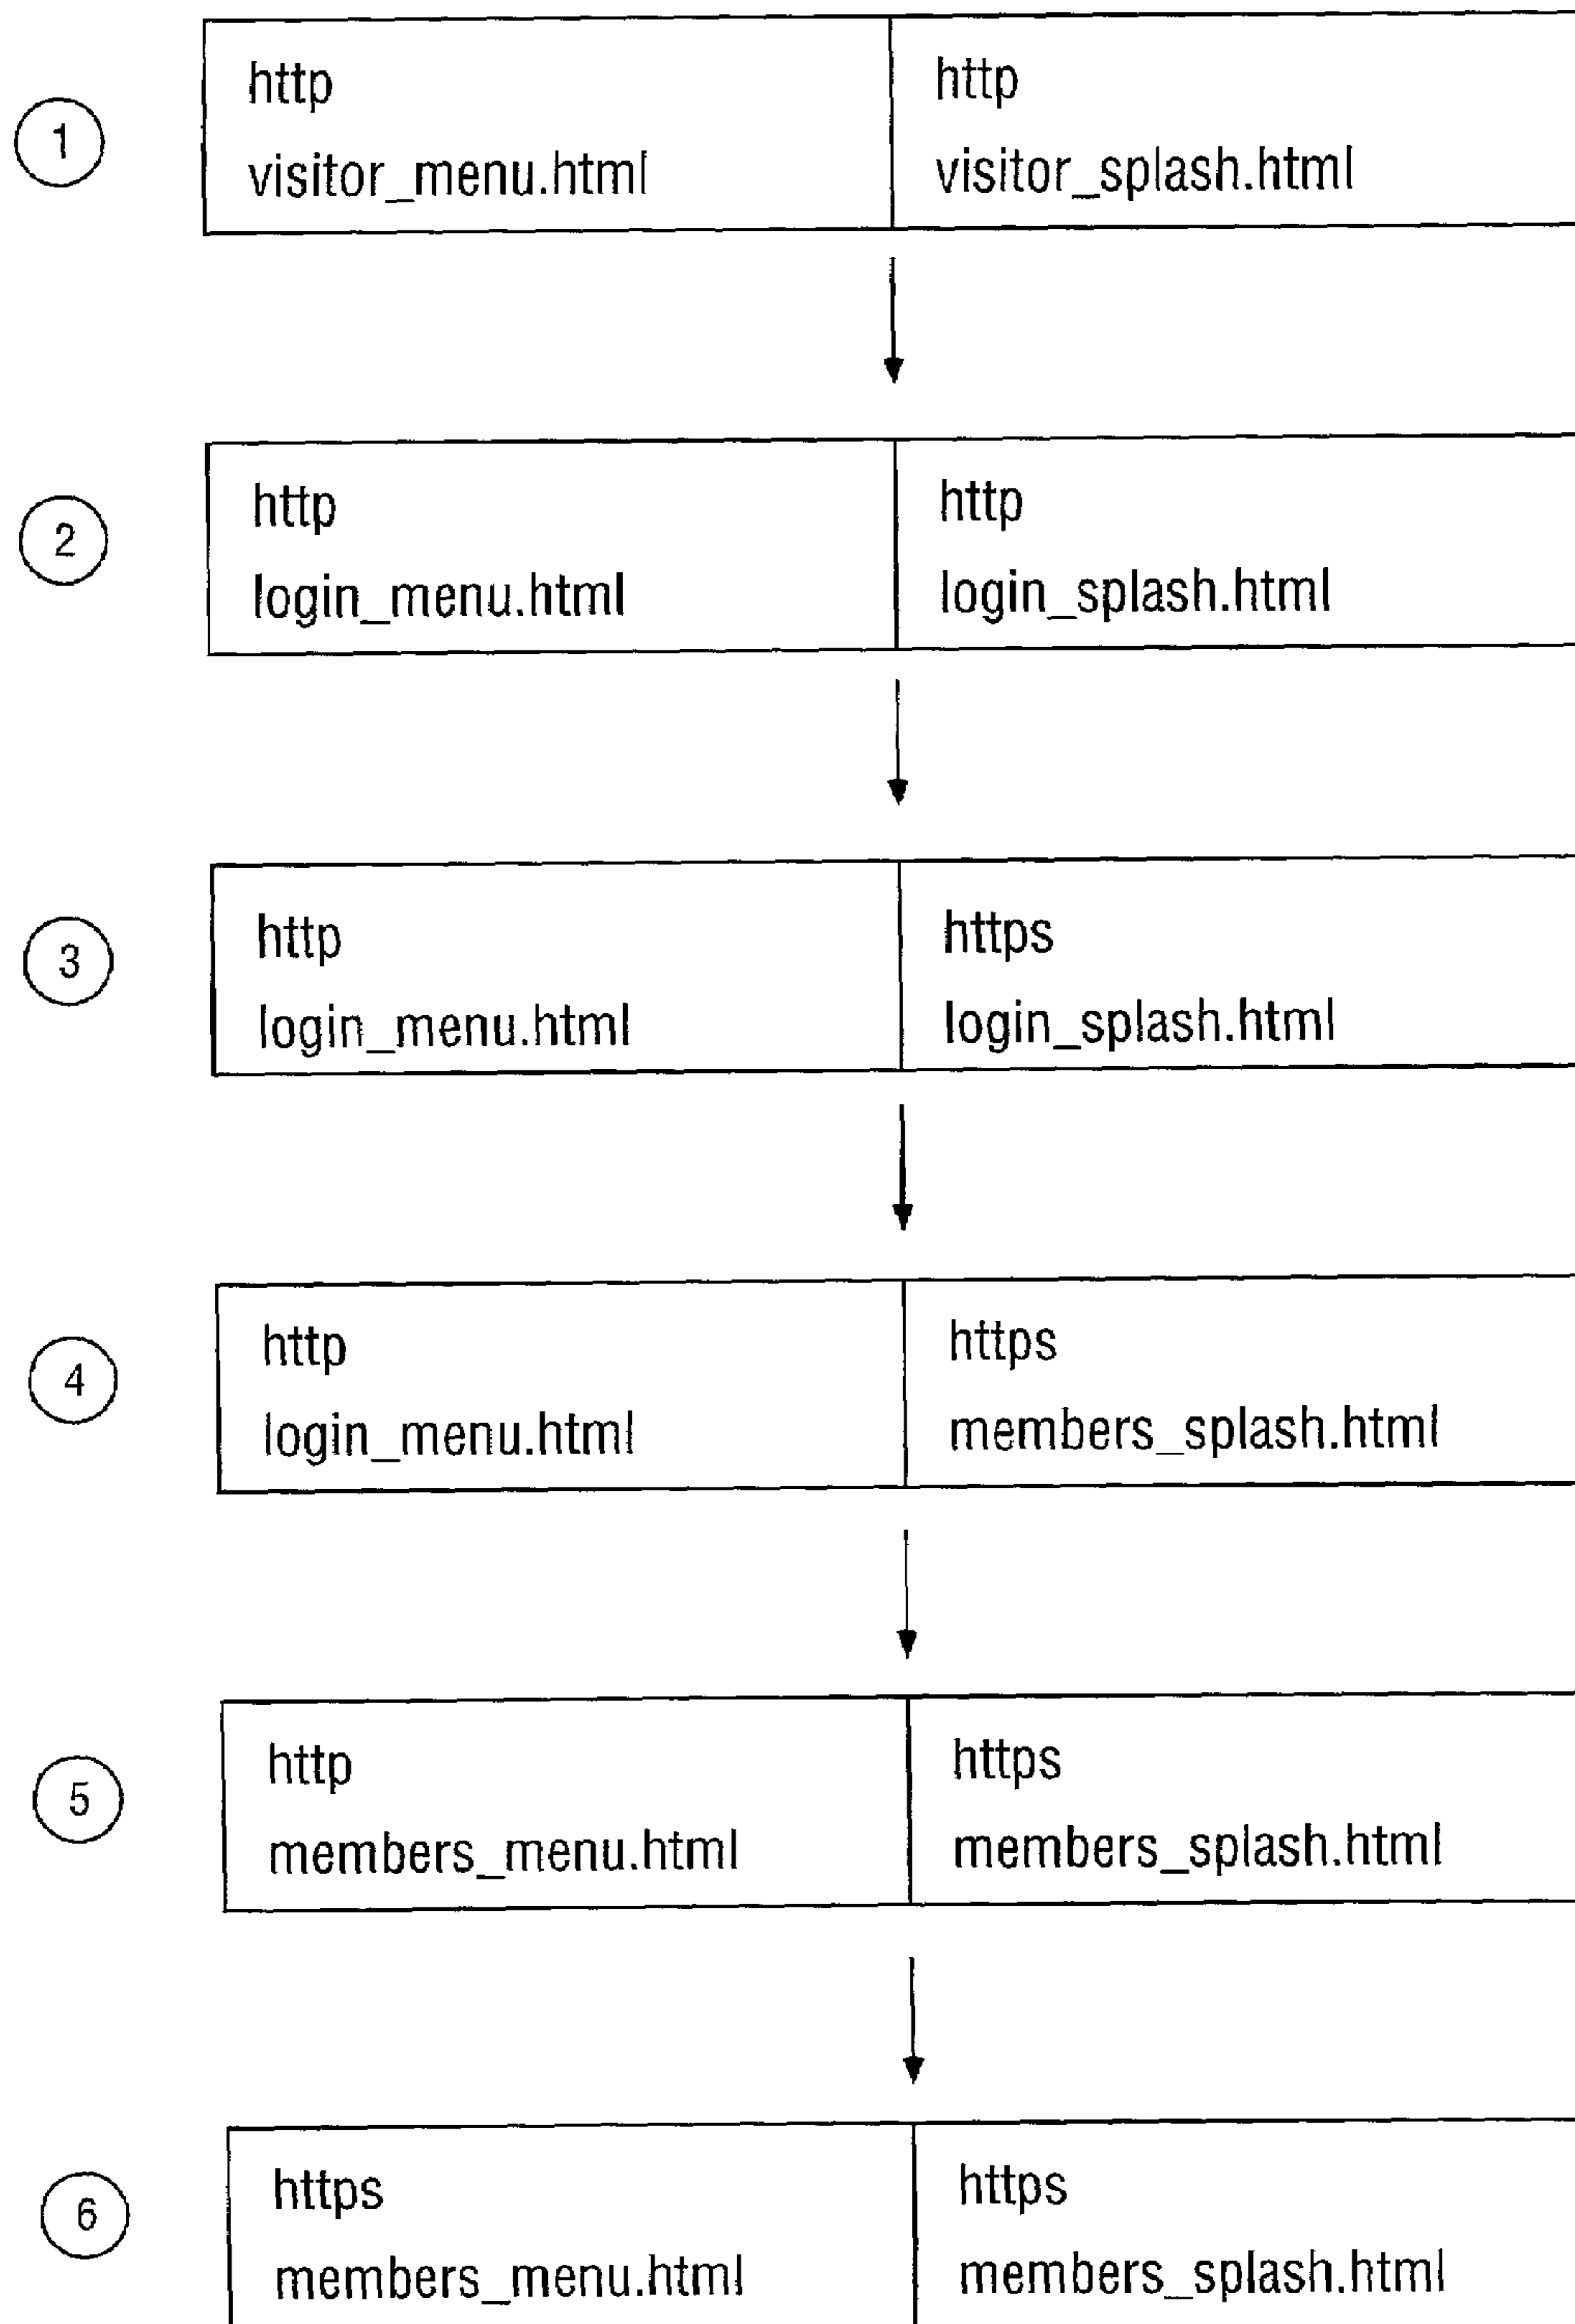 1
http
visitor_menu.html
http
visitor_splash.html
2
http
login_menu.html
http
login_splash.html
3
http
login_menu.html
https
login_splash.html
4
http
login_menu.html
https
members_splash.html
5
http
members_menu.html
https
members_splash.html
6
https
members_menu.html
https
members_splash.html